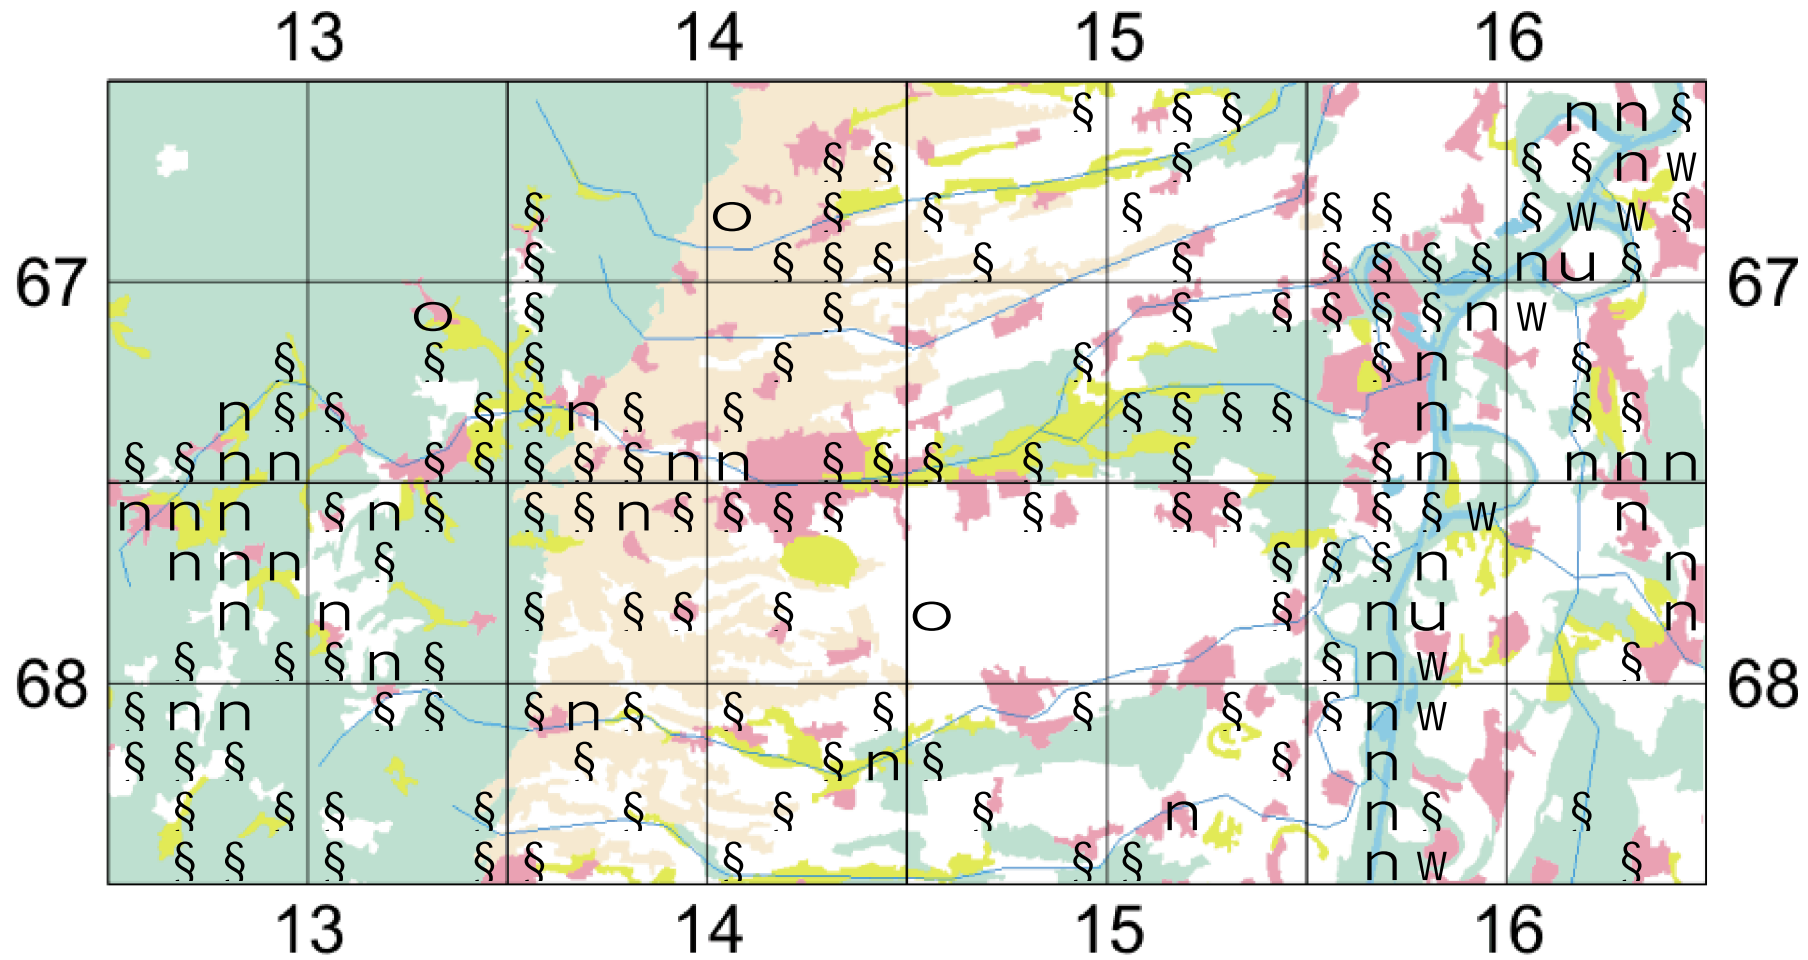 13 14 15 16
§ § § n n §
§ § § § § n w
§ o § § § § § § w w §
§ § § § § § § § § § n u §
67 67
o § § § § § § § n w
§ § § § § § n §
n § § § § n § § § § § § n § §
§ § n n § § § § § n n § § § § § § n n n n
n n n § n § § § n § § § § § § § § § w n
n n n § § § § n n
n n § § § § o § n u n
§ § § n § § n w §
68 68
§ n n § § § n § § § § § § n w
§ § § § § n § § n
§ § § § § § § n n § §
§ § § § § § § § n w §
13 14 15 16